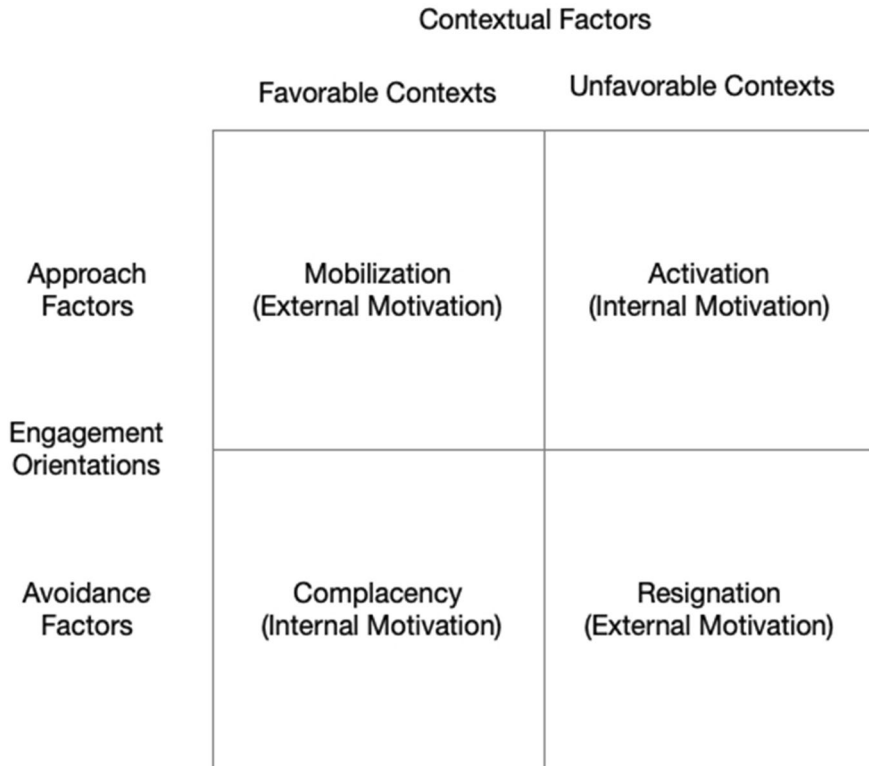 Contextual Factors
Favorable Contexts
Unfavorable Contexts
Approach
Factors
Mobilization
(External Motivation)
Activation
(Internal Motivation)
Engagement
Orientations
Avoidance
Factors
Complacency
(Internal Motivation)
Resignation
(External Motivation)